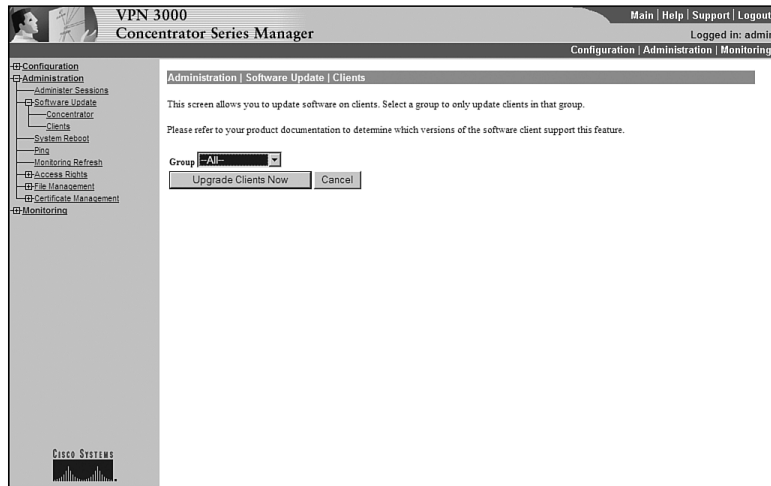 VPN 3000
Concentrator Series Manager
Main | Help | Support | Logout
Logged in: admin
Configuration | Administration | Monitoring
Configuration
Administration
Administer Sessions
Software Update
Concentrator
Clients
System Reboot
Ping
Monitoring Refresh
Access Rights
File Management
Certificate Management
Monitoring
Administration | Software Update | Clients
This screen allows you to update software on clients. Select a group to only update clients in that group.
Please refer to your product documentation to determine which versions of the software client support this feature.
Group --All--
Upgrade Clients Now Cancel
CISCO SYSTEMS